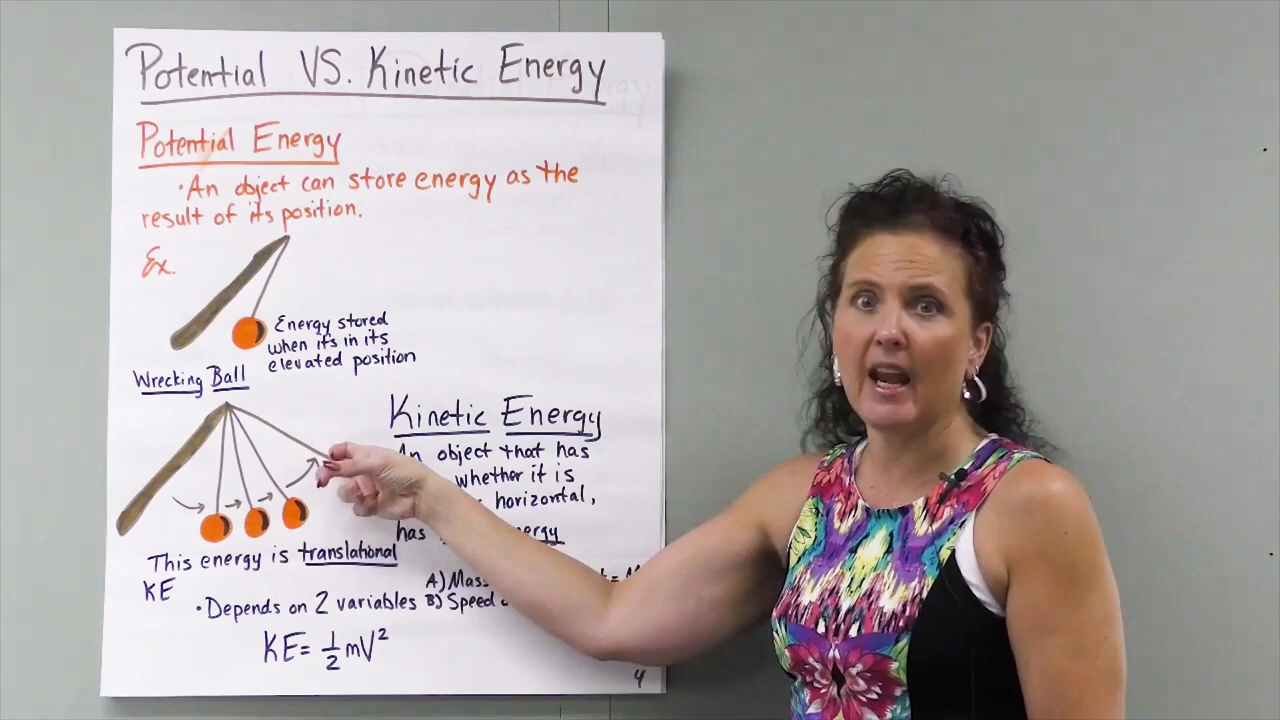 Potential VS. Kinetic Energy
Potential Energy
• An object can store energy as the
result of its position.
Ex.
Energy stored
when it's in its
elevated position
Wrecking Ball
Kinetic Energy
An object that has
whether it is
horizontal,
has
This energy is translational
KE
• Depends on 2 variables
A) Mass
B) Speed
KE = 1/2 mV²
4